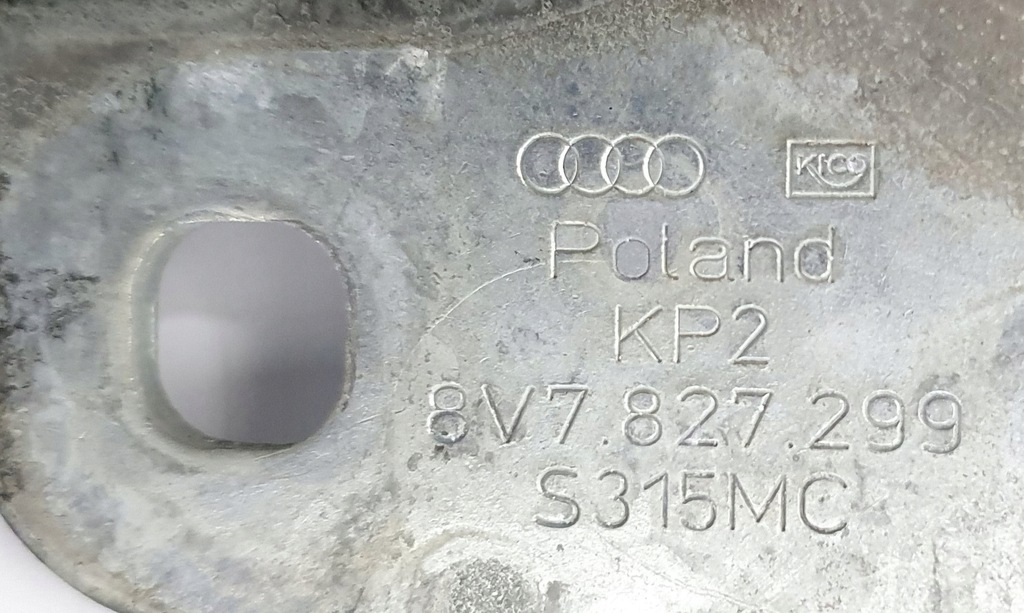 KICO
Poland
KP2
8V7.827.299
S315MC